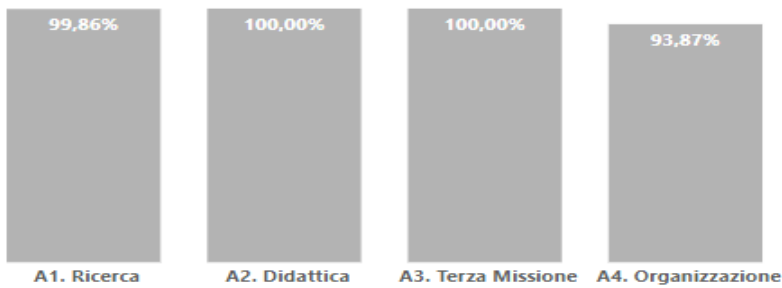 99,86%
100,00%
100,00%
93,87%
A1. Ricerca
A2. Didattica
A3. Terza Missione
A4. Organizzazione